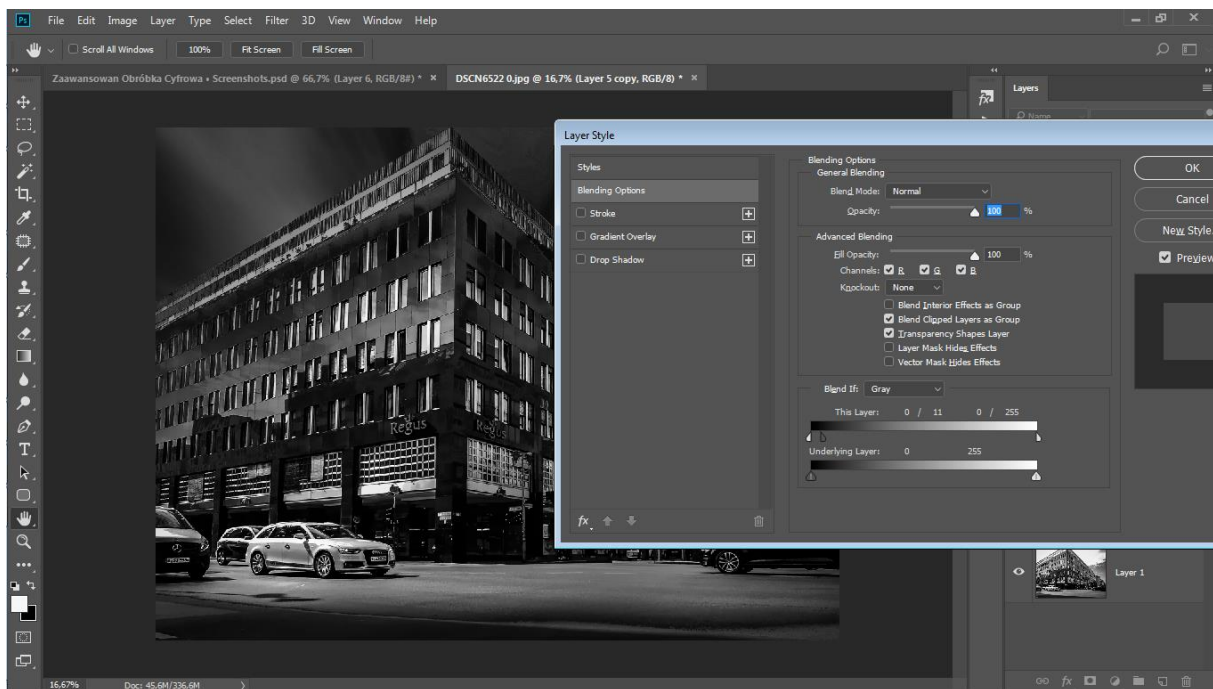 Ps File Edit Image Layer Type Select Filter 3D View Window Help
Scroll All Windows 100% Fit Screen Fill Screen
Zaawansowan Obróbka Cyfrowa • Screenshots.psd @ 66,7% (Layer 6, RGB/8#) * × DSCN6522 0.jpg @ 16,7% (Layer 5 copy, RGB/8) * ×
Layers
Name
Layer Style
Styles
Blending Options
Stroke
Gradient Overlay
Drop Shadow
fx
Blending Options
General Blending
Blend Mode: Normal
Opacity: 100 %
Advanced Blending
Fill Opacity: 100 %
Channels: R G B
Knockout: None
Blend Interior Effects as Group
Blend Clipped Layers as Group
Transparency Shapes Layer
Layer Mask Hides Effects
Vector Mask Hides Effects
Blend If: Gray
This Layer: 0 / 11 0 / 255
Underlying Layer: 0 255
OK
Cancel
New Style.
Preview
Regus Regus
Layer 1
16.67% Doc: 45.6M/336.6M
fx